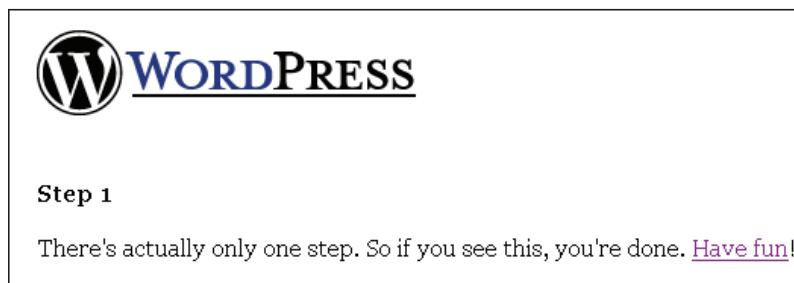 WORDPRESS
Step 1
There's actually only one step. So if you see this, you're done. Have fun!